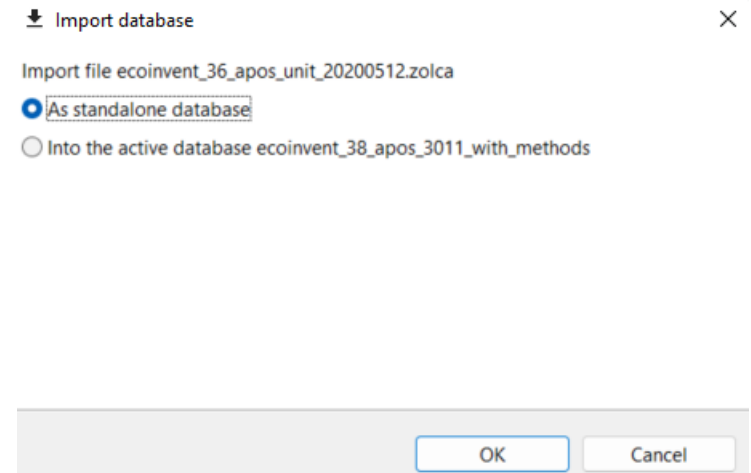 Import database
Import file ecoinvent_36_apos_unit_20200512.zolca
As standalone database
Into the active database ecoinvent_38_apos_3011_with_methods
OK
Cancel